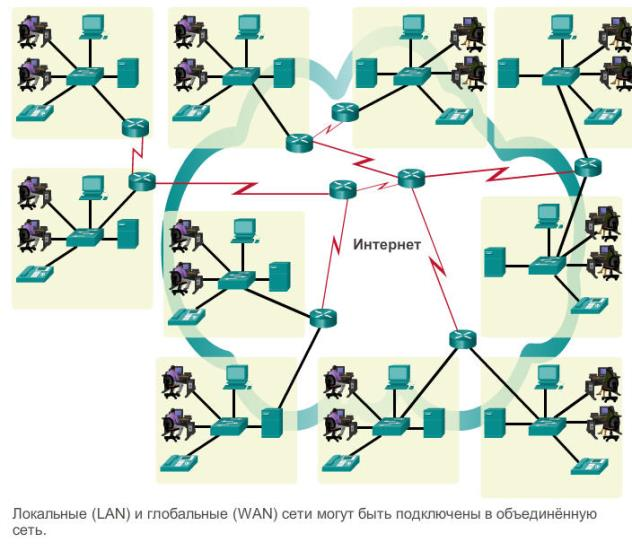 Интернет
Локальные (LAN) и глобальные (WAN) сети могут быть подключены в объединённую
сеть.